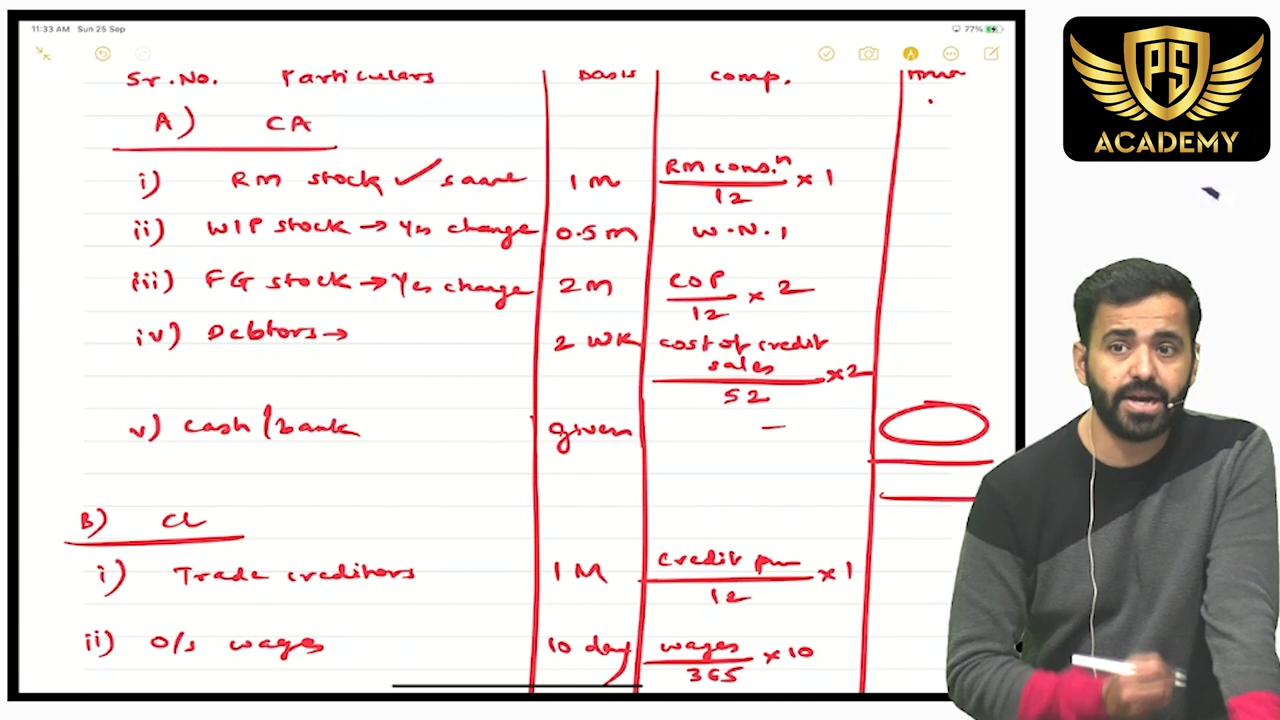 11:33 AM Sun 25 Sep 77%
Sr.No. Particulars Basis Comp.
A) CA
i) RM stock ✓ same 1 M RM cons.n / 12 × 1
ii) WIP stock → Yes change 0.5 M W.N.1
iii) FG stock → Yes change 2 M COP / 12 × 2
iv) Debtors → 2 WK cost of credit sales / 52 × 2
v) Cash / bank given —
B) CL
i) Trade creditors 1 M credit pur / 12 × 1
ii) O/s wages 10 days wages / 365 × 10
PS
ACADEMY